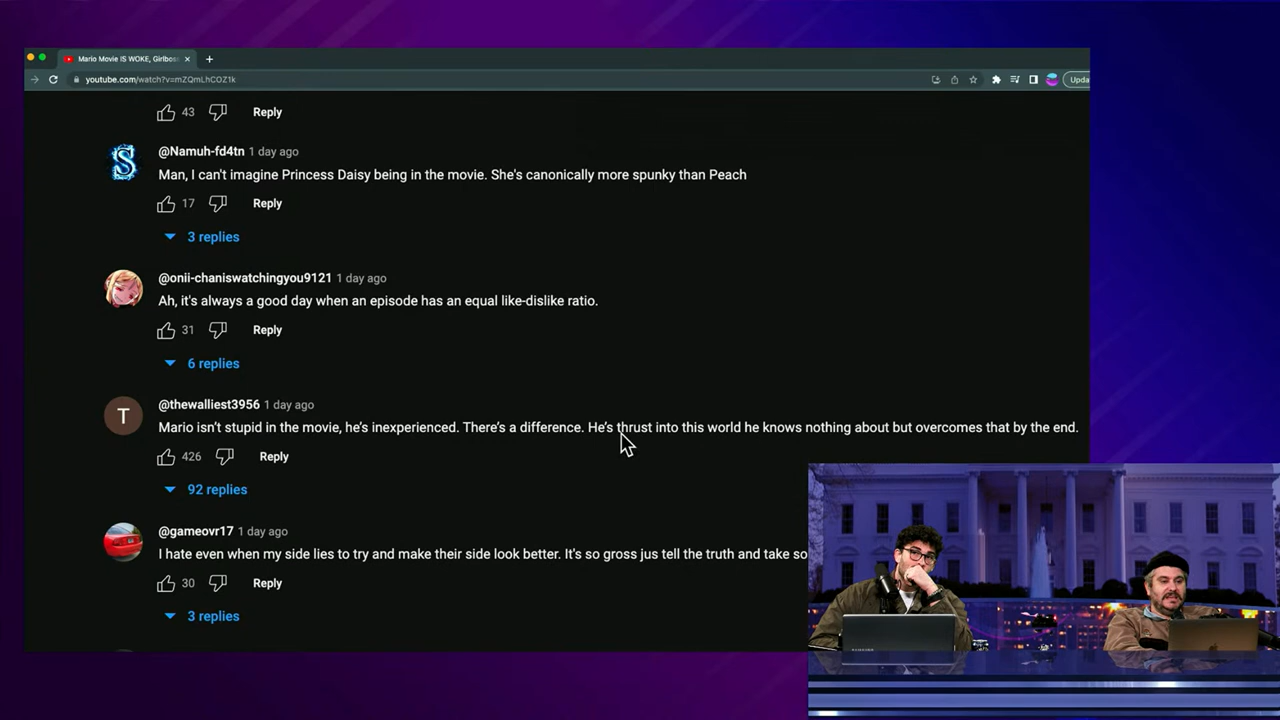 Mario Movie IS WOKE, Girlbos
youtube.com/watch?v=mZQmLhCOZ1k
Upda
43
Reply
@Namuh-fd4tn 1 day ago
Man, I can't imagine Princess Daisy being in the movie. She's canonically more spunky than Peach
17
Reply
3 replies
@onii-chaniswatchingyou9121 1 day ago
Ah, it's always a good day when an episode has an equal like-dislike ratio.
31
Reply
6 replies
T
@thewalliest3956 1 day ago
Mario isn't stupid in the movie, he's inexperienced. There's a difference. He's thrust into this world he knows nothing about but overcomes that by the end.
426
Reply
92 replies
@gameovr17 1 day ago
I hate even when my side lies to try and make their side look better. It's so gross jus tell the truth and take so
30
Reply
3 replies